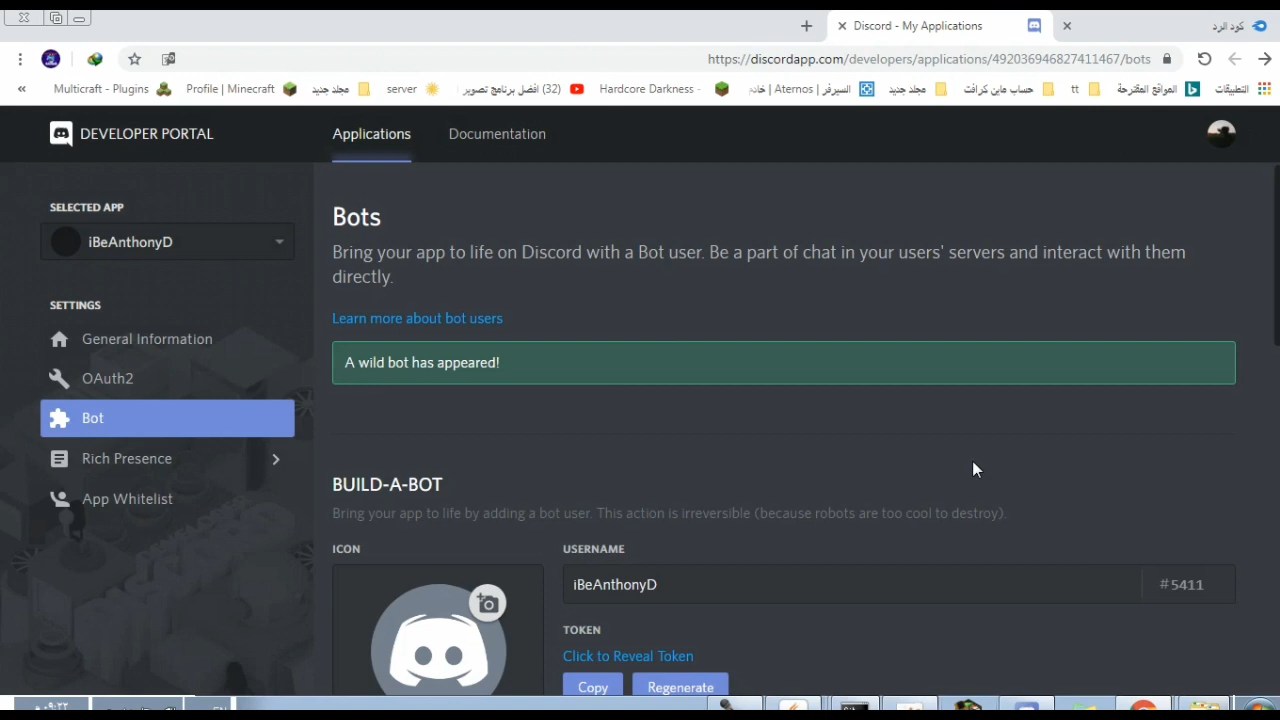 Discord - My Applications
كود الرد
https://discordapp.com/developers/applications/492036946827411467/bots
« Multicraft - Plugins Profile | Minecraft مجلد جديد server (32) افضل برنامج تصوير Hardcore Darkness - السيرفر | Aternos | خادم مجلد جديد حساب ماين كرافت tt المواقع المقترحة التطبيقات
DEVELOPER PORTAL Applications Documentation
SELECTED APP
iBeAnthonyD
SETTINGS
General Information
OAuth2
Bot
Rich Presence
App Whitelist
Bots
Bring your app to life on Discord with a Bot user. Be a part of chat in your users' servers and interact with them
directly.
Learn more about bot users
A wild bot has appeared!
BUILD-A-BOT
Bring your app to life by adding a bot user. This action is irreversible (because robots are too cool to destroy).
ICON
USERNAME
iBeAnthonyD #5411
TOKEN
Click to Reveal Token
Copy Regenerate
EN